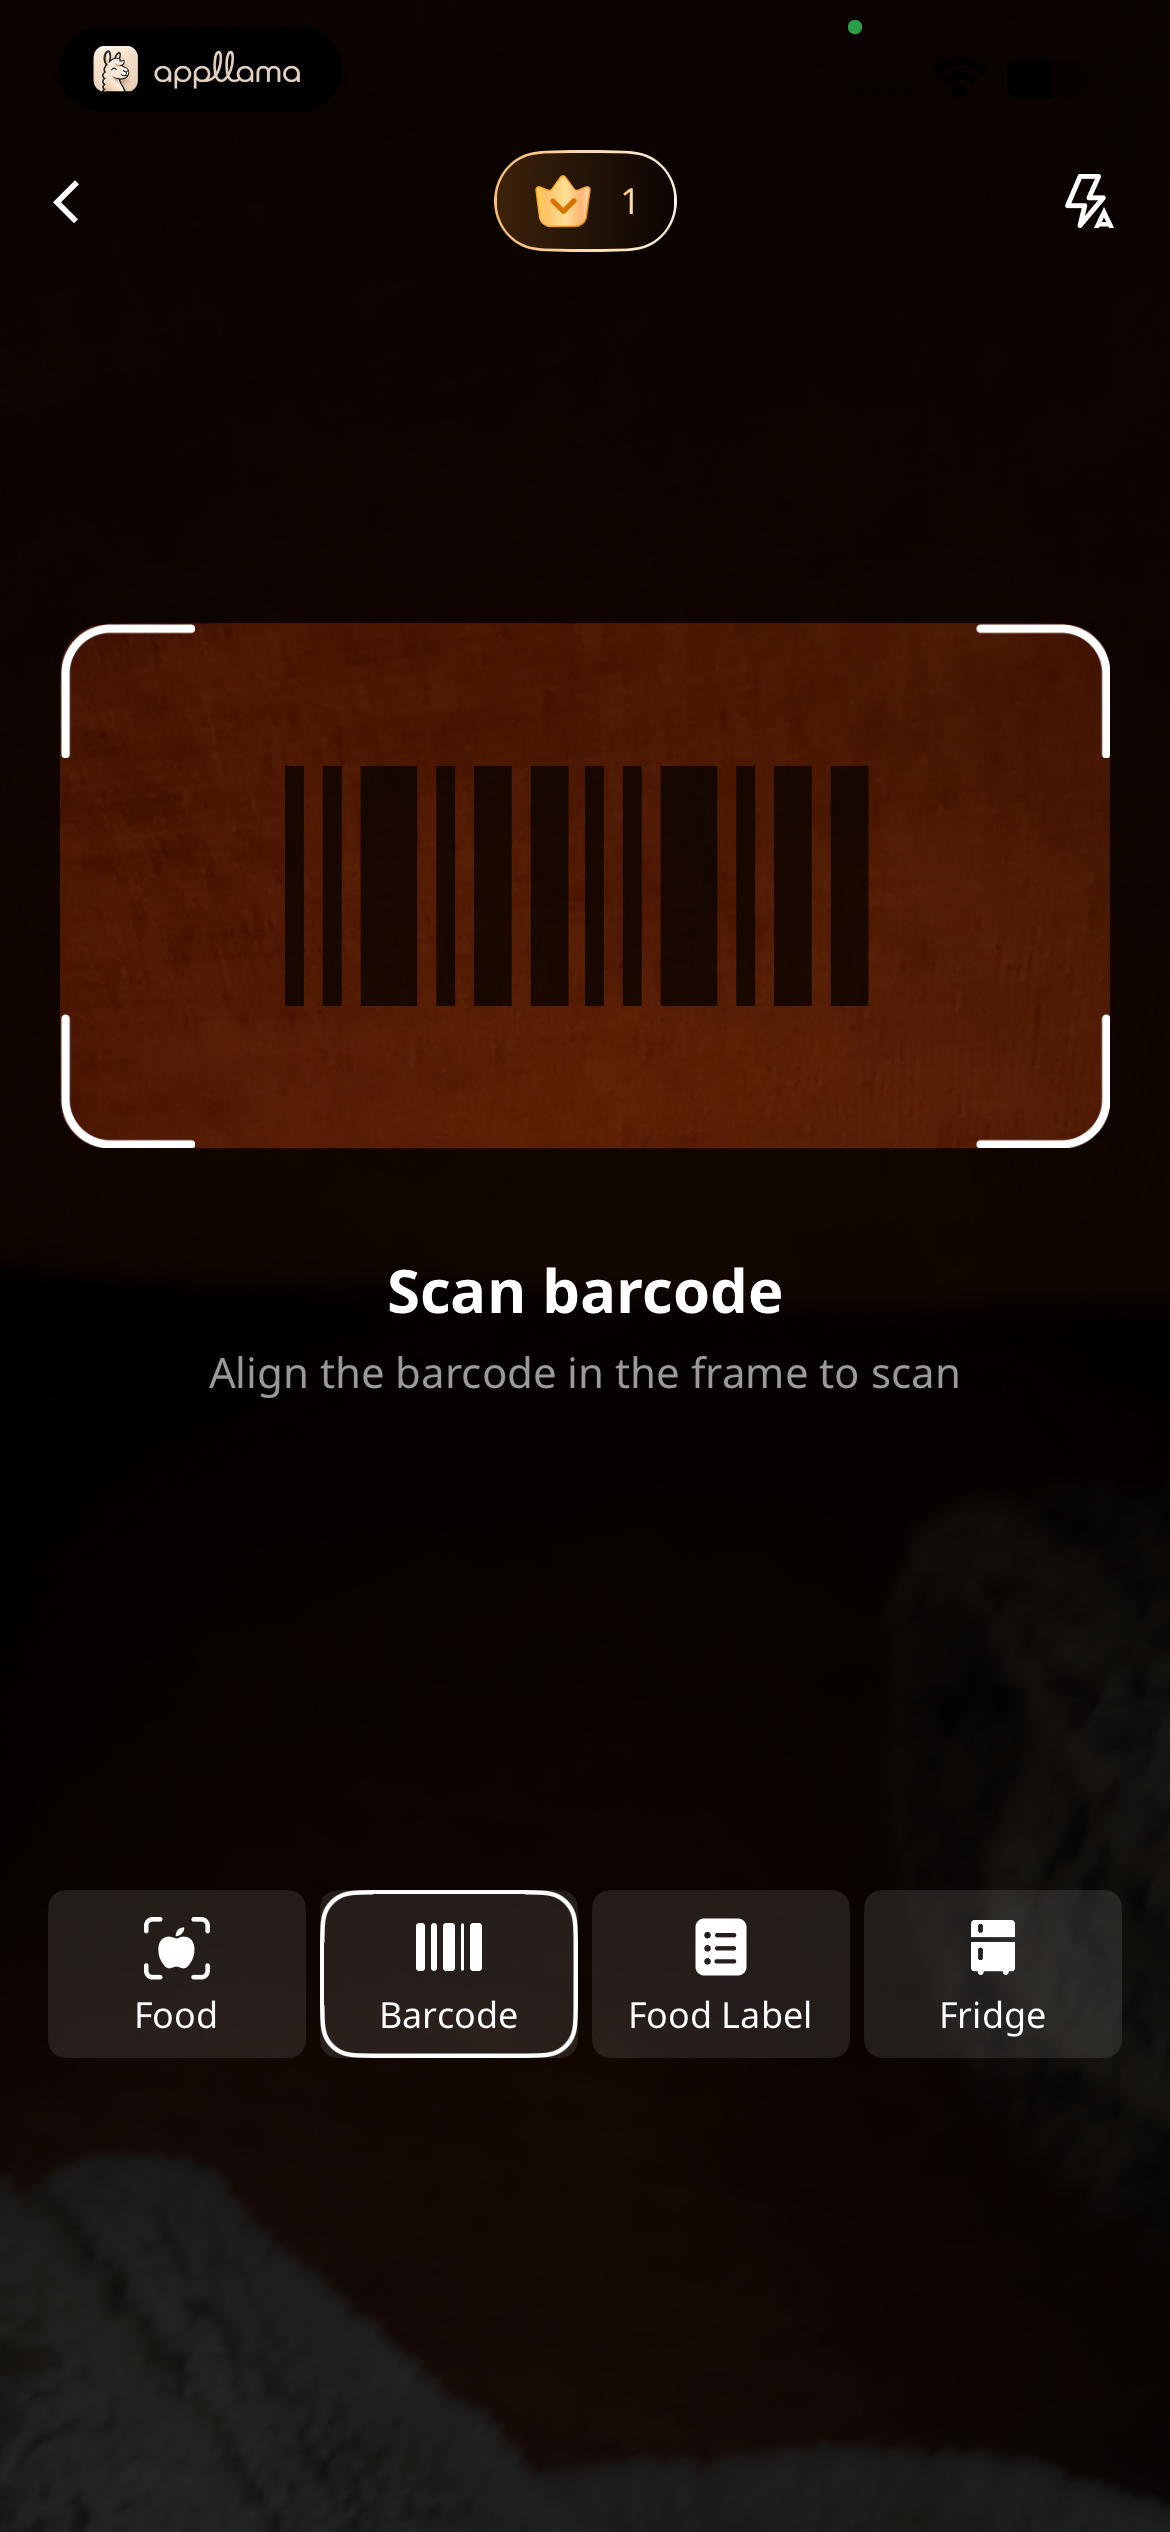 appllama
1
Scan barcode
Align the barcode in the frame to scan
Food
Barcode
Food Label
Fridge